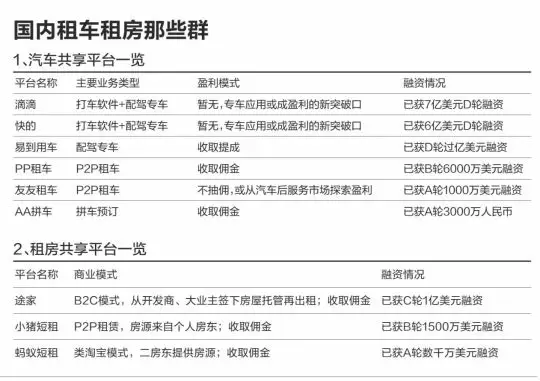 国内租车租房那些群
1、汽车共享平台一览
平台名称 主要业务类型 盈利模式 融资情况
滴滴 打车软件+配驾专车 暂无，专车应用或成盈利的新突破口 已获7亿美元D轮融资
快的 打车软件+配驾专车 暂无，专车应用或成盈利的新突破口 已获6亿美元D轮融资
易到用车 配驾专车 收取提成 已获D轮过亿美元融资
PP租车 P2P租车 收取佣金 已获B轮6000万美元融资
友友租车 P2P租车 不抽佣，或从汽车后服务市场探索盈利 已获A轮1000万美元融资
AA拼车 拼车预订 收取佣金 已获A轮3000万人民币
2、租房共享平台一览
平台名称 商业模式 融资情况
途家 B2C模式，从开发商、大业主签下房屋托管再出租；收取佣金 已获C轮1亿美元融资
小猪短租 P2P租赁，房源来自个人房东；收取佣金 已获B轮1500万美元融资
蚂蚁短租 类淘宝模式，二房东提供房源；收取佣金 已获A轮数千万美元融资